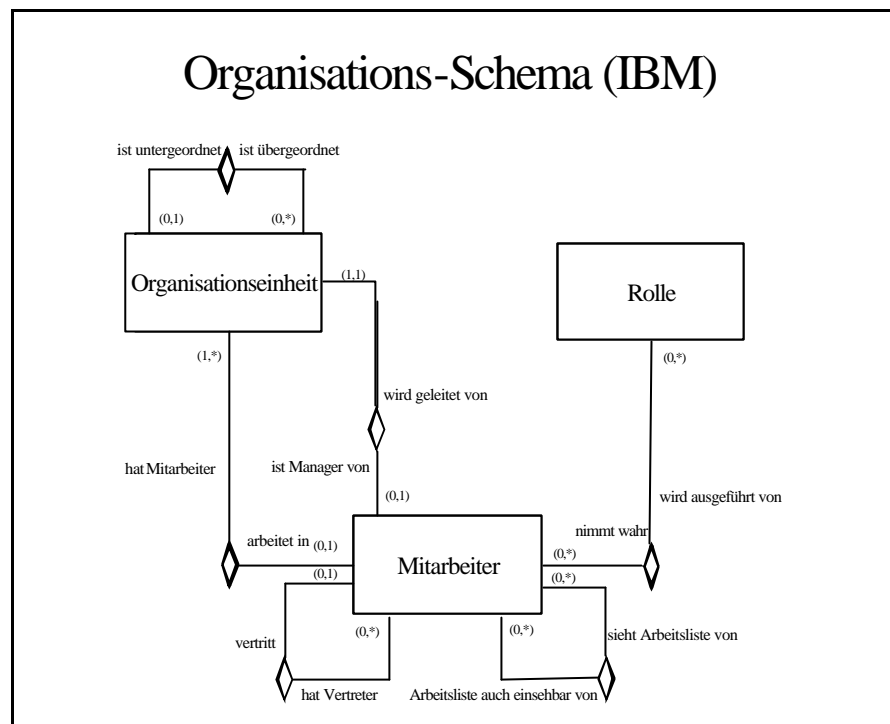 Organisations-Schema (IBM)
ist untergeordnet
ist übergeordnet
(0,1)
(0,*)
Organisationseinheit
(1,1)
Rolle
(1,*)
(0,*)
wird geleitet von
hat Mitarbeiter
ist Manager von
(0,1)
wird ausgeführt von
nimmt wahr
arbeitet in
(0,1)
Mitarbeiter
(0,*)
(0,1)
(0,*)
(0,*)
(0,*)
vertritt
sieht Arbeitsliste von
hat Vertreter
Arbeitsliste auch einsehbar von